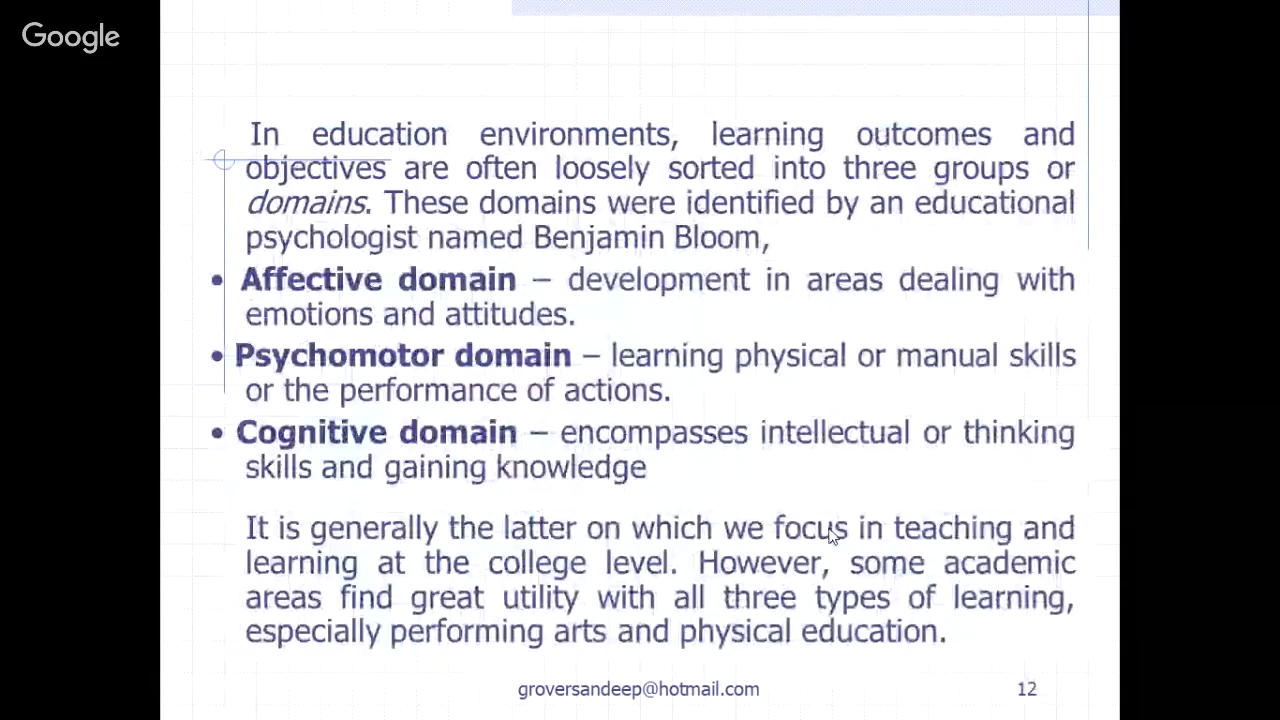 Google
In education environments, learning outcomes and
objectives are often loosely sorted into three groups or
domains. These domains were identified by an educational
psychologist named Benjamin Bloom,
• Affective domain – development in areas dealing with
emotions and attitudes.
• Psychomotor domain – learning physical or manual skills
or the performance of actions.
• Cognitive domain – encompasses intellectual or thinking
skills and gaining knowledge
It is generally the latter on which we focus in teaching and
learning at the college level. However, some academic
areas find great utility with all three types of learning,
especially performing arts and physical education.
groversandeep@hotmail.com
12